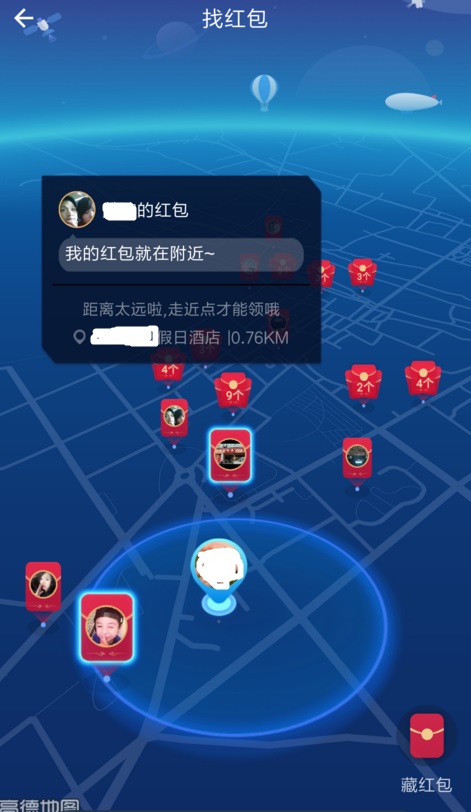 找红包
的红包
我的红包就在附近~
距离太远啦,走近点才能领哦
假日酒店 |0.76KM
3个
4个
9个
2个
4个
藏红包
高德地图